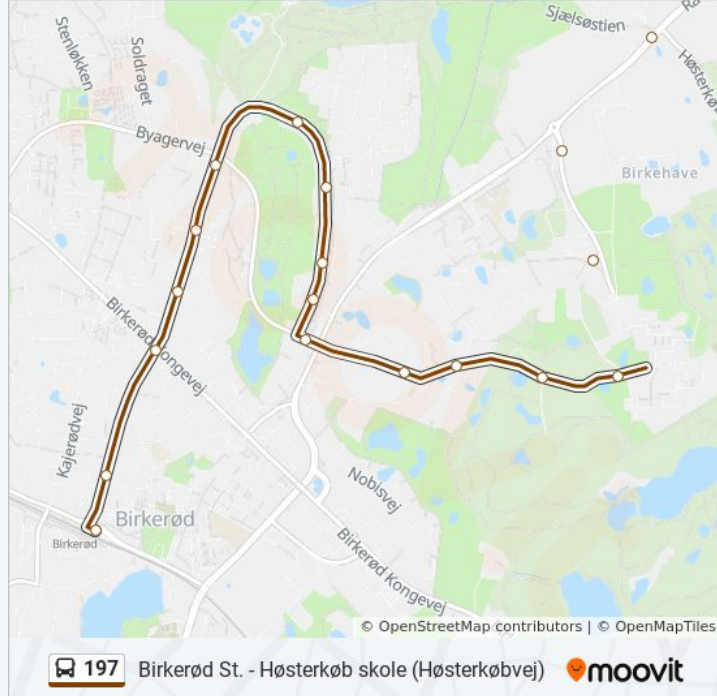 Sjælsøstien
Ra
Stenløkken
Soldraget
Høsterkøb
Byagervej
Birkehave
Birkerød Kongevej
Kajerødvej
Nobisvej
Birkerød
Birkerød
Birkerød Kongevej
© OpenStreetMap contributors | © OpenMapTiles
197 Birkerød St. - Høsterkøb skole (Høsterkøbvej) moovit